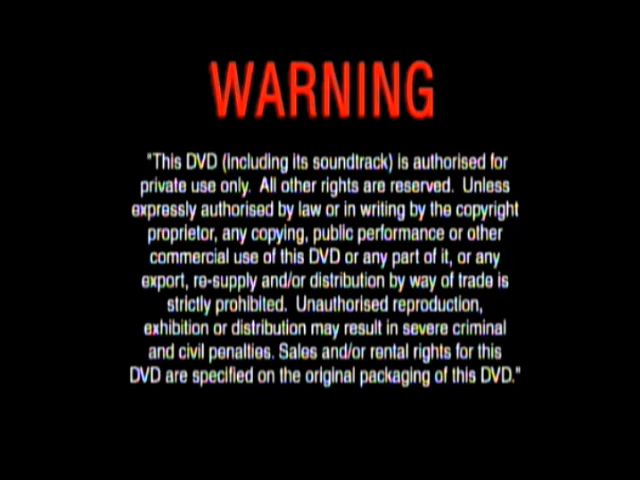 WARNING
"This DVD (including its soundtrack) is authorised for
private use only. All other rights are reserved. Unless
expressly authorised by law or in writing by the copyright
proprietor, any copying, public performance or other
commercial use of this DVD or any part of it, or any
export, re-supply and/or distribution by way of trade is
strictly prohibited. Unauthorised reproduction,
exhibition or distribution may result in severe criminal
and civil penalties. Sales and/or rental rights for this
DVD are specified on the original packaging of this DVD."